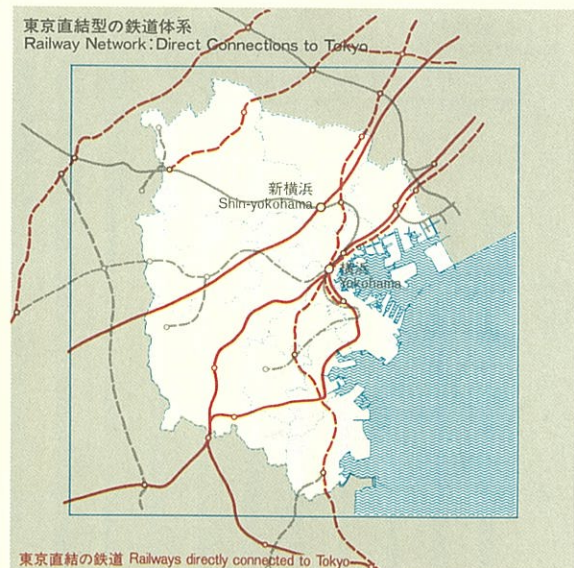 東京直結型の鉄道体系
Railway Network:Direct Connections to Tokyo
新横浜
Shin-yokohama
横浜
Yokohama
東京直結の鉄道 Railways directly connected to Tokyo